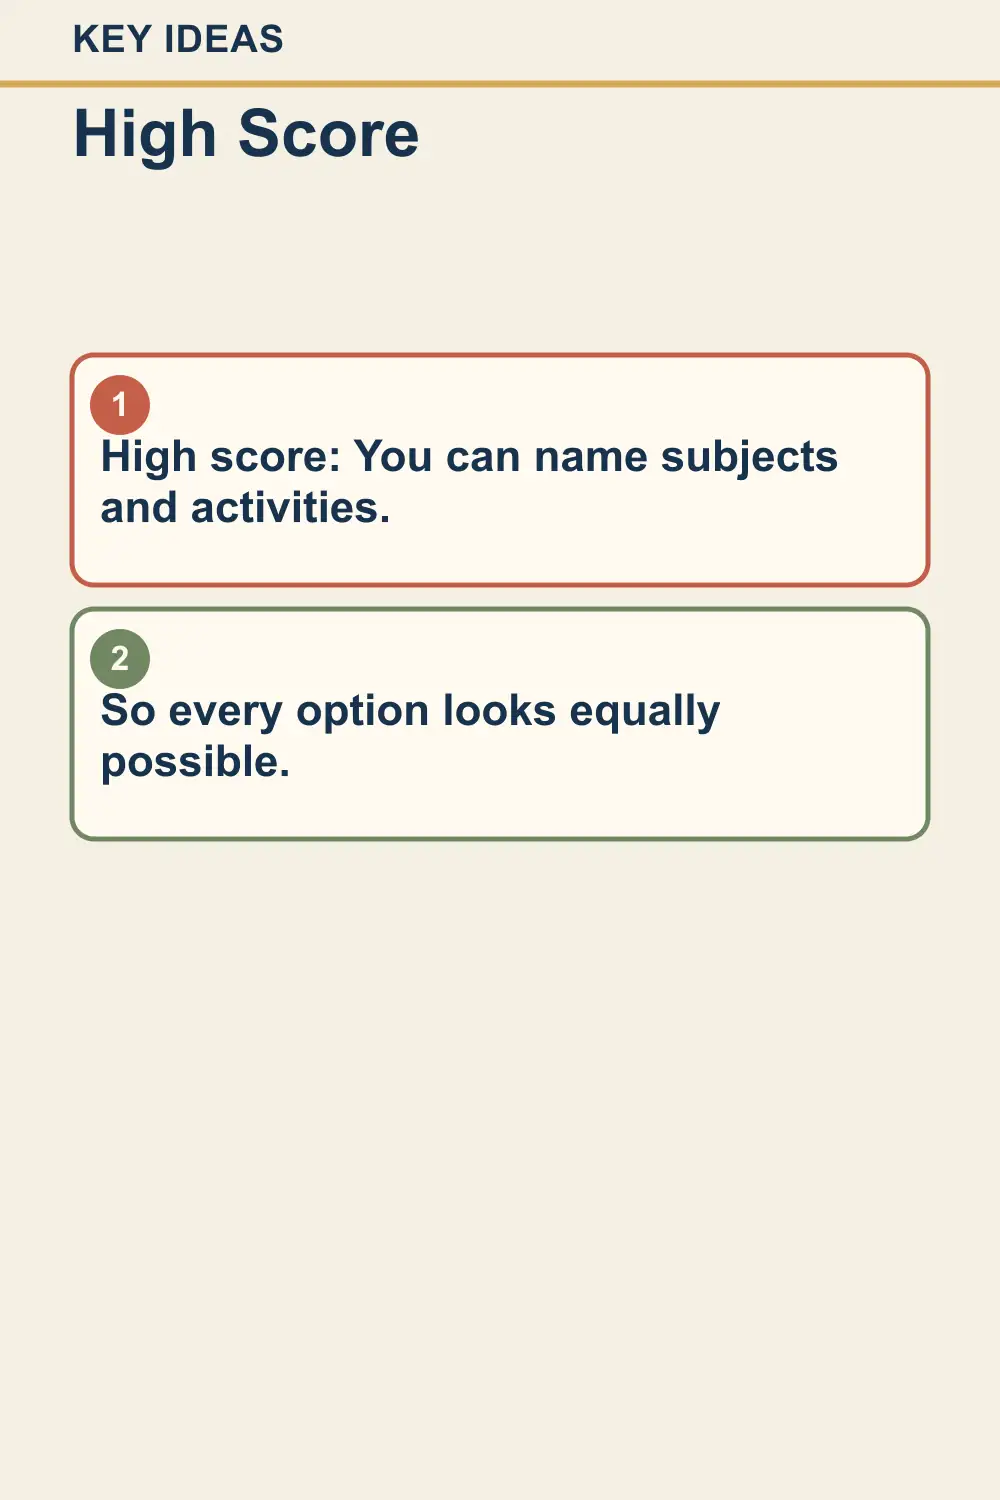 KEY IDEAS
High Score
1
High score: You can name subjects
and activities.
2
So every option looks equally
possible.